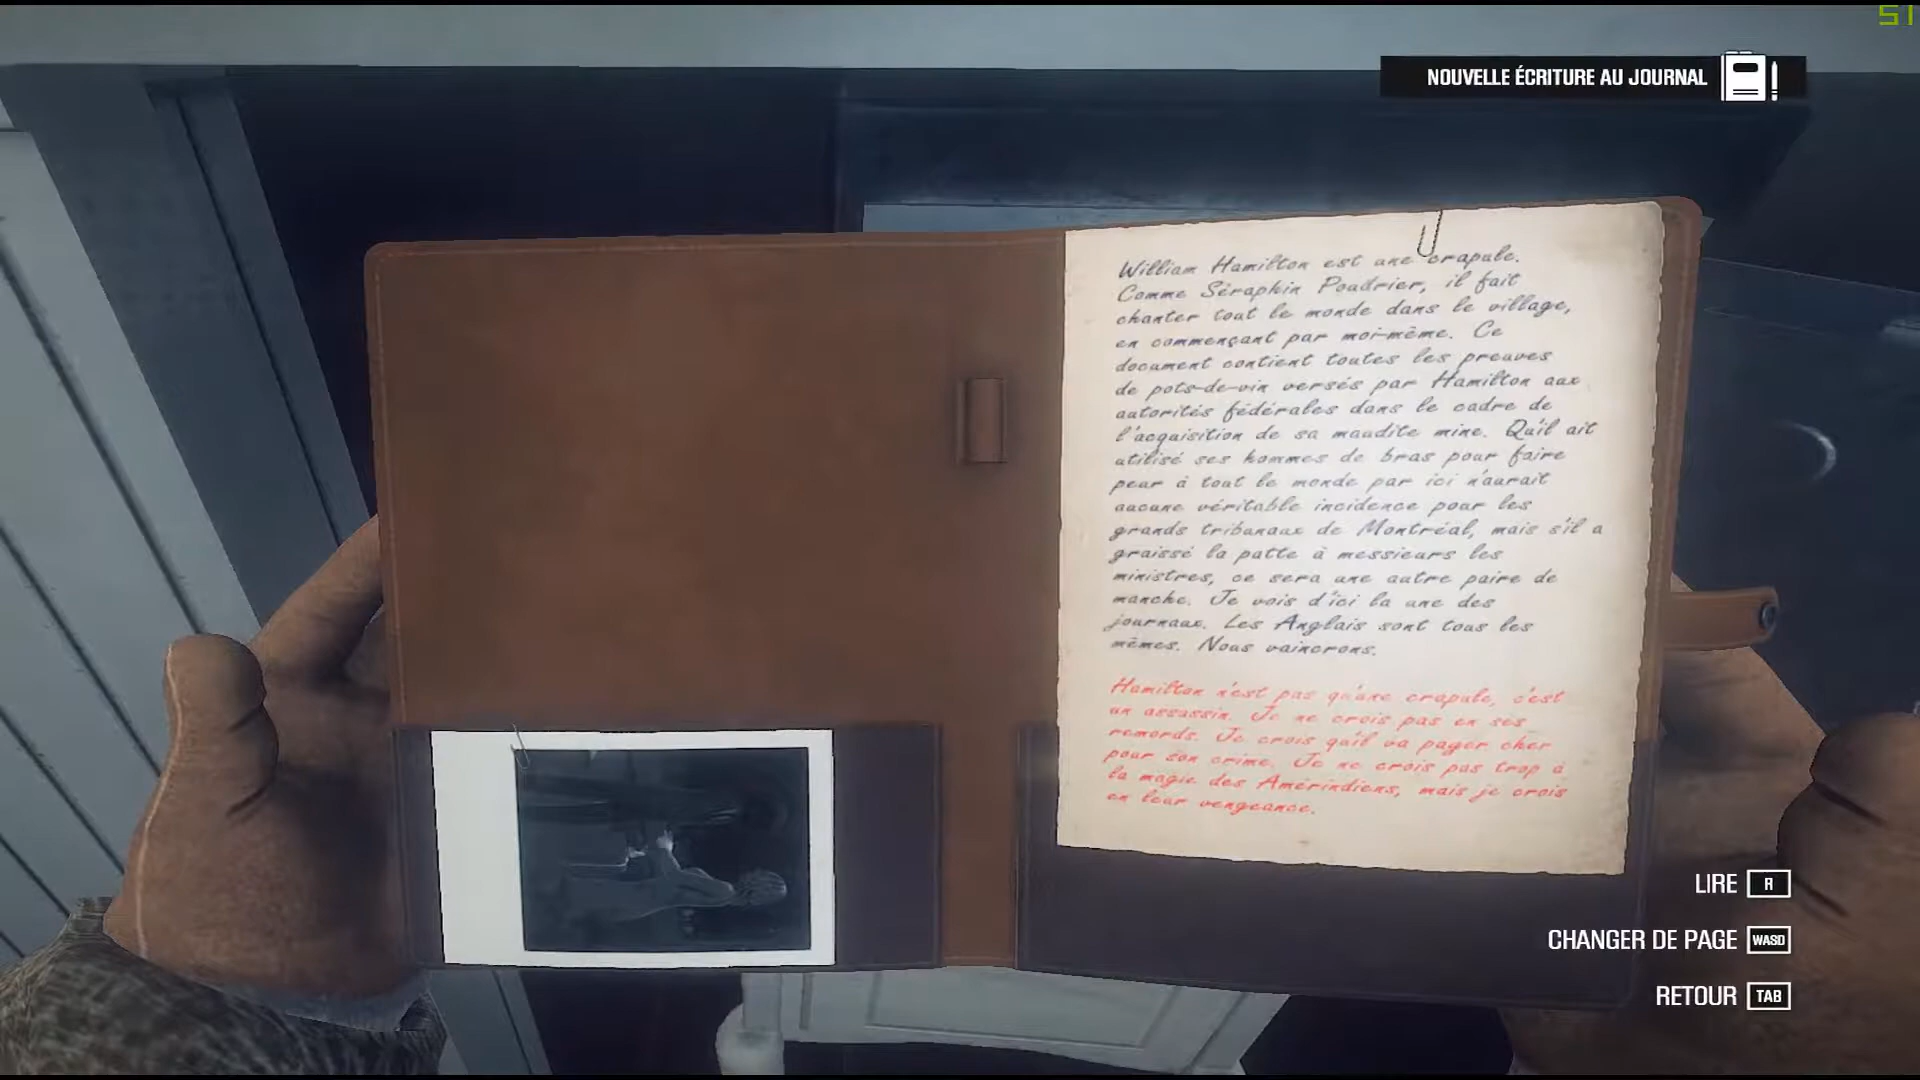 51
NOUVELLE ÉCRITURE AU JOURNAL
William Hamilton est une crapule.
Comme Séraphin Poudrier, il fait
chanter tout le monde dans le village,
en commençant par moi-même. Ce
document contient toutes les preuves
de pots-de-vin versés par Hamilton aux
autorités fédérales dans le cadre de
l'acquisition de sa maudite mine. Qu'il ait
utilisé ses hommes de bras pour faire
peur à tout le monde par ici n'aurait
aucune véritable incidence pour les
grands tribunaux de Montréal, mais s'il a
graissé la patte à messieurs les
ministres, ce sera une autre paire de
manche. Je vois d'ici la une des
journaux. Les Anglais sont tous les
mêmes. Nous vaincrons.
Hamilton n'est pas qu'une crapule, c'est
un assassin. Je ne crois pas en ses
remords. Je crois qu'il va payer cher
pour son crime. Je ne crois pas trop à
la magie des Amérindiens, mais je crois
en leur vengeance.
LIRE R
CHANGER DE PAGE WASD
RETOUR TAB